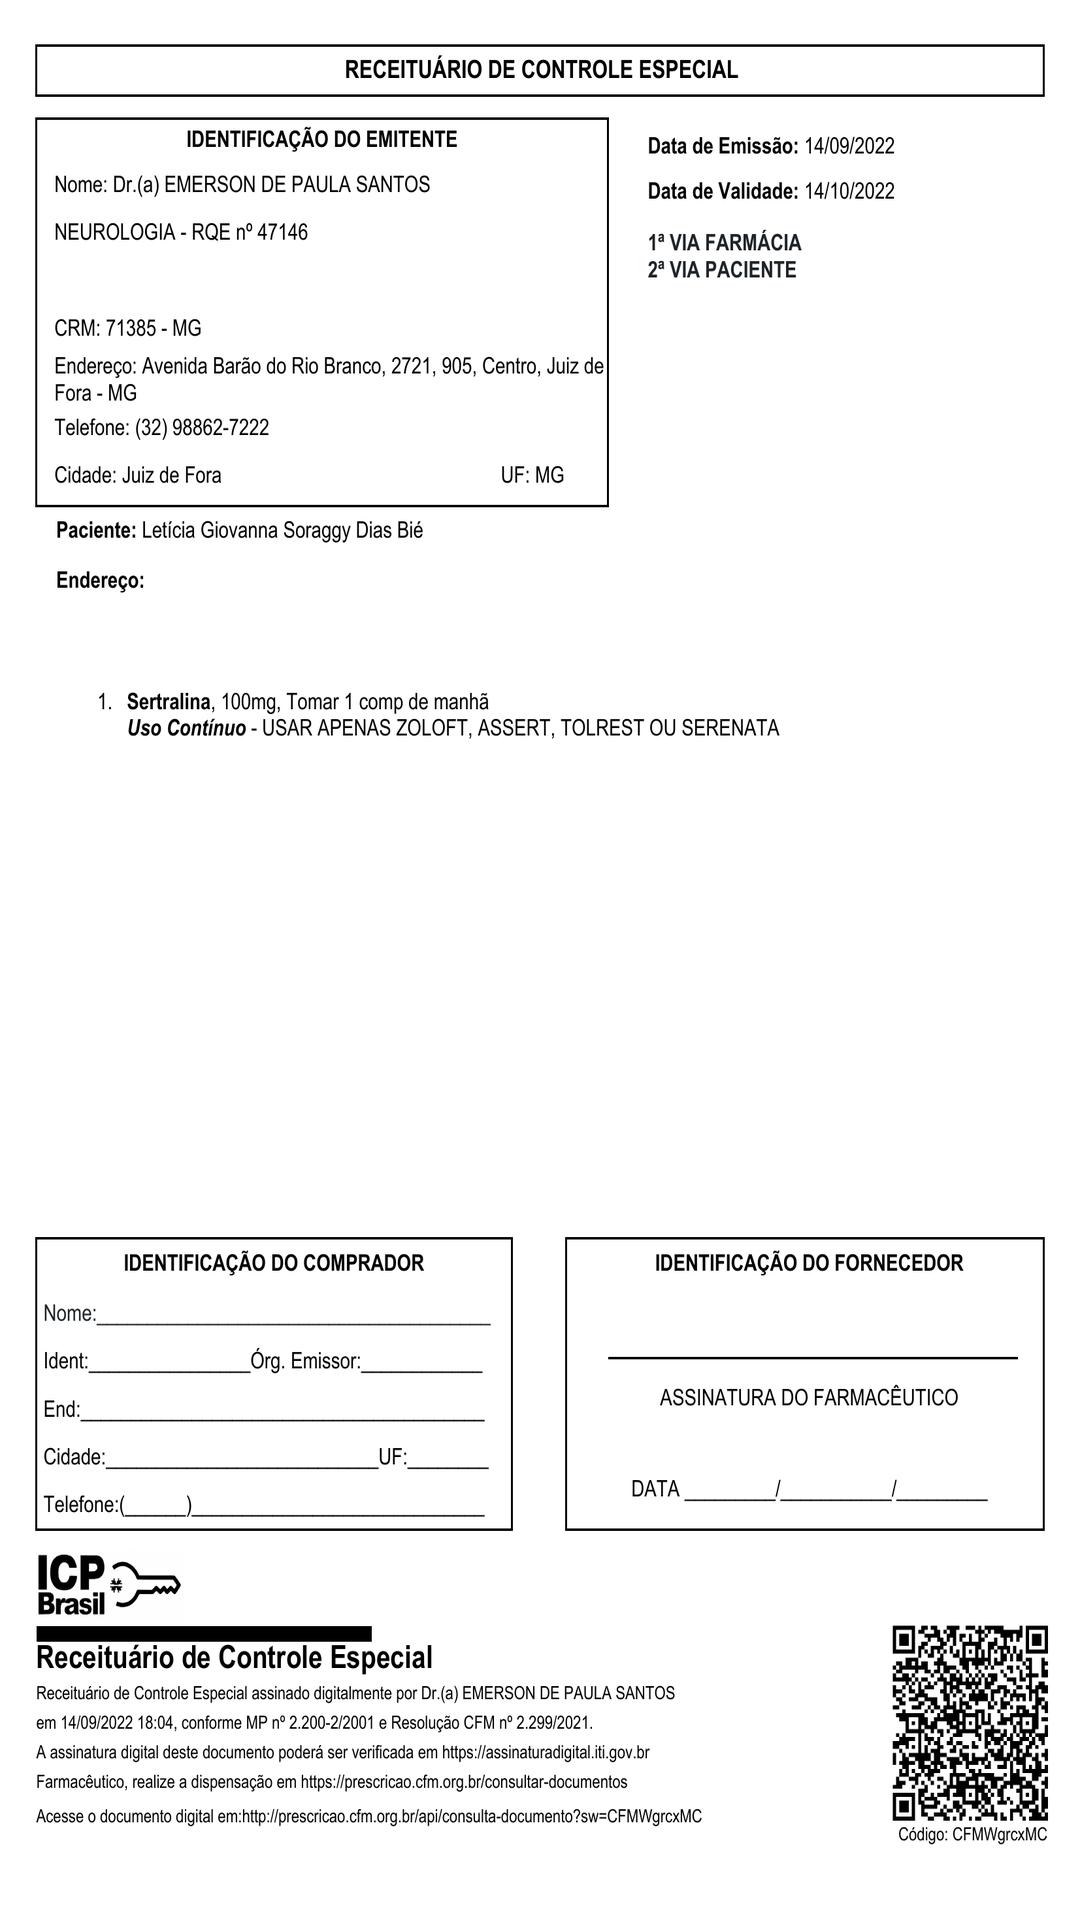 RECEITUÁRIO DE CONTROLE ESPECIAL
IDENTIFICAÇÃO DO EMITENTE
Nome: Dr.(a) EMERSON DE PAULA SANTOS
NEUROLOGIA - RQE nº 47146
CRM: 71385 - MG
Endereço: Avenida Barão do Rio Branco, 2721, 905, Centro, Juiz de
Fora - MG
Telefone: (32) 98862-7222
Cidade: Juiz de Fora UF: MG
Data de Emissão: 14/09/2022
Data de Validade: 14/10/2022
1ª VIA FARMÁCIA
2ª VIA PACIENTE
Paciente: Letícia Giovanna Soraggy Dias Bié
Endereço:
1. Sertralina, 100mg, Tomar 1 comp de manhã
Uso Contínuo - USAR APENAS ZOLOFT, ASSERT, TOLREST OU SERENATA
IDENTIFICAÇÃO DO COMPRADOR
Nome:_______________________________________
Ident:________________Órg. Emissor:____________
End:________________________________________
Cidade:___________________________UF:________
Telefone:(______)_____________________________
IDENTIFICAÇÃO DO FORNECEDOR
ASSINATURA DO FARMACÊUTICO
DATA _________/___________/_________
ICP
Brasil
Receituário de Controle Especial
Receituário de Controle Especial assinado digitalmente por Dr.(a) EMERSON DE PAULA SANTOS
em 14/09/2022 18:04, conforme MP nº 2.200-2/2001 e Resolução CFM nº 2.299/2021.
A assinatura digital deste documento poderá ser verificada em https://assinaturadigital.iti.gov.br
Farmacêutico, realize a dispensação em https://prescricao.cfm.org.br/consultar-documentos
Acesse o documento digital em:http://prescricao.cfm.org.br/api/consulta-documento?sw=CFMWgrcxMC
Código: CFMWgrcxMC